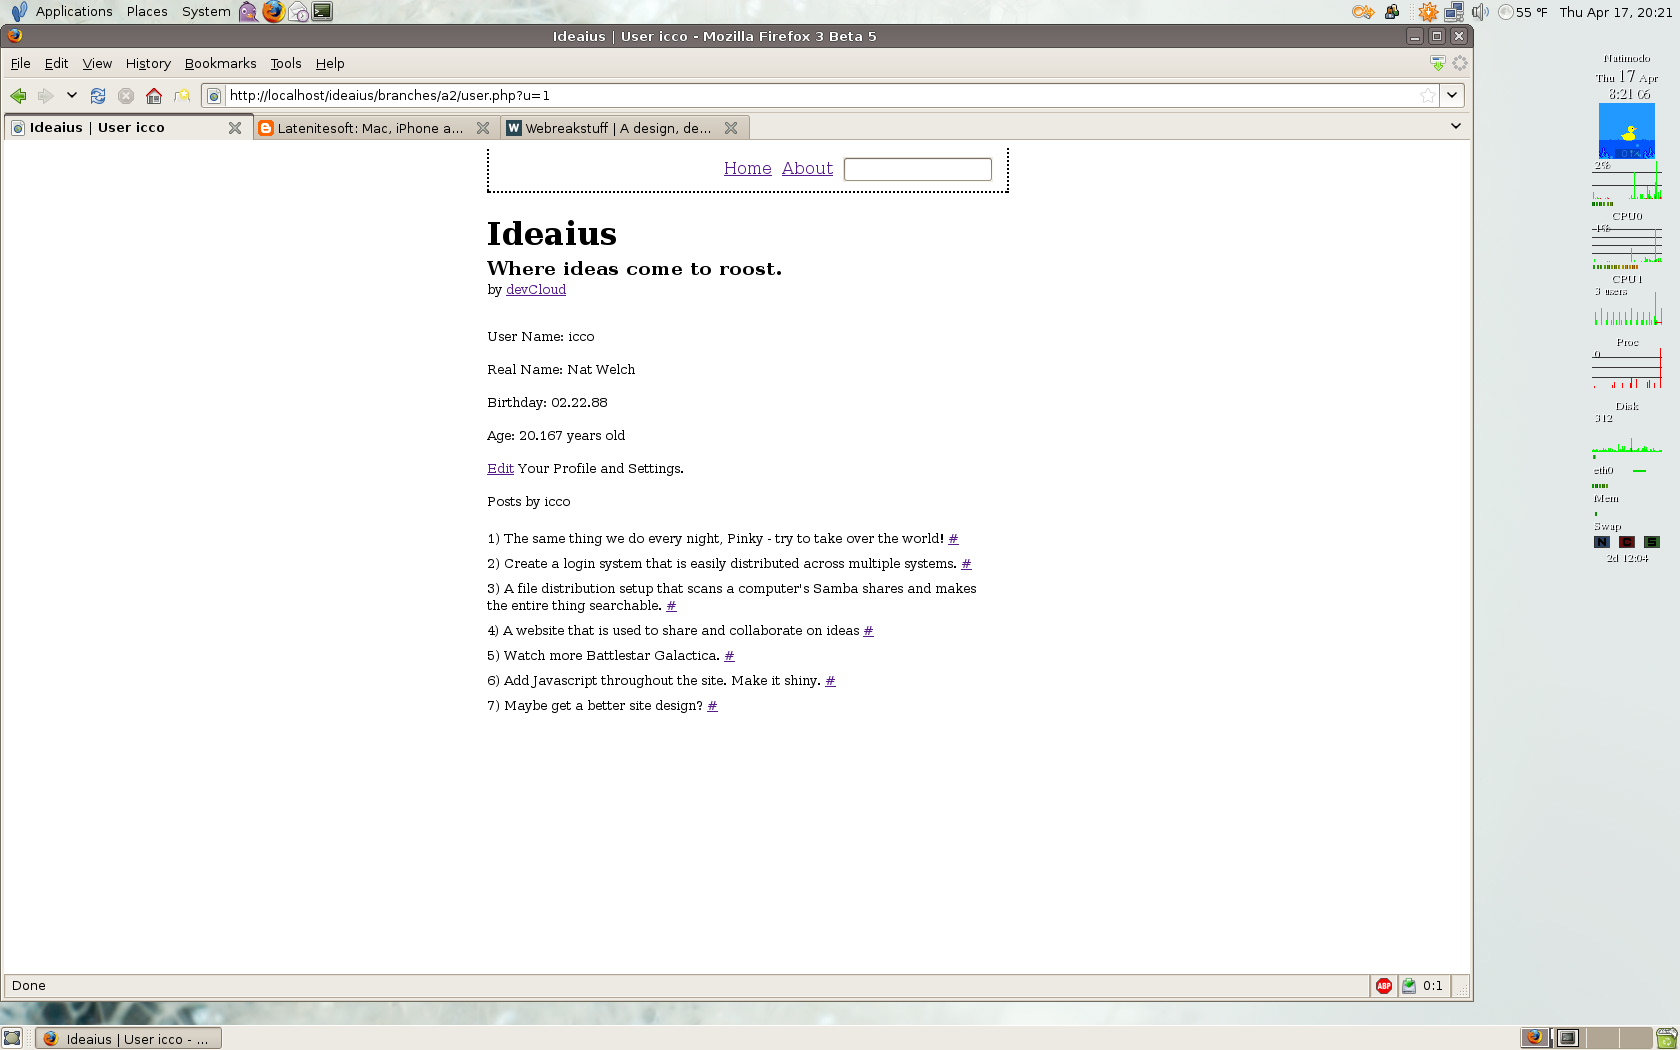 Applications Places System
55 °F Thu Apr 17, 20:21
Ideaius | User icco - Mozilla Firefox 3 Beta 5
File Edit View History Bookmarks Tools Help
http://localhost/ideaius/branches/a2/user.php?u=1
Ideaius | User icco
Latenitesoft: Mac, iPhone a...
Webreakstuff | A design, de...
Home About
Ideaius
Where ideas come to roost.
by devCloud
User Name: icco
Real Name: Nat Welch
Birthday: 02.22.88
Age: 20.167 years old
Edit Your Profile and Settings.
Posts by icco
1) The same thing we do every night, Pinky - try to take over the world! #
2) Create a login system that is easily distributed across multiple systems. #
3) A file distribution setup that scans a computer's Samba shares and makes
the entire thing searchable. #
4) A website that is used to share and collaborate on ideas #
5) Watch more Battlestar Galactica. #
6) Add Javascript throughout the site. Make it shiny. #
7) Maybe get a better site design? #
Natimodo
Thu 17 Apr
8:21 06
2%
CPU0
1%
CPU1
3 users
Proc
0
Disk
312
eth0
Mem
Swap
N C S
2d 12:04
Done
ABP
0:1
Ideaius | User icco - ...